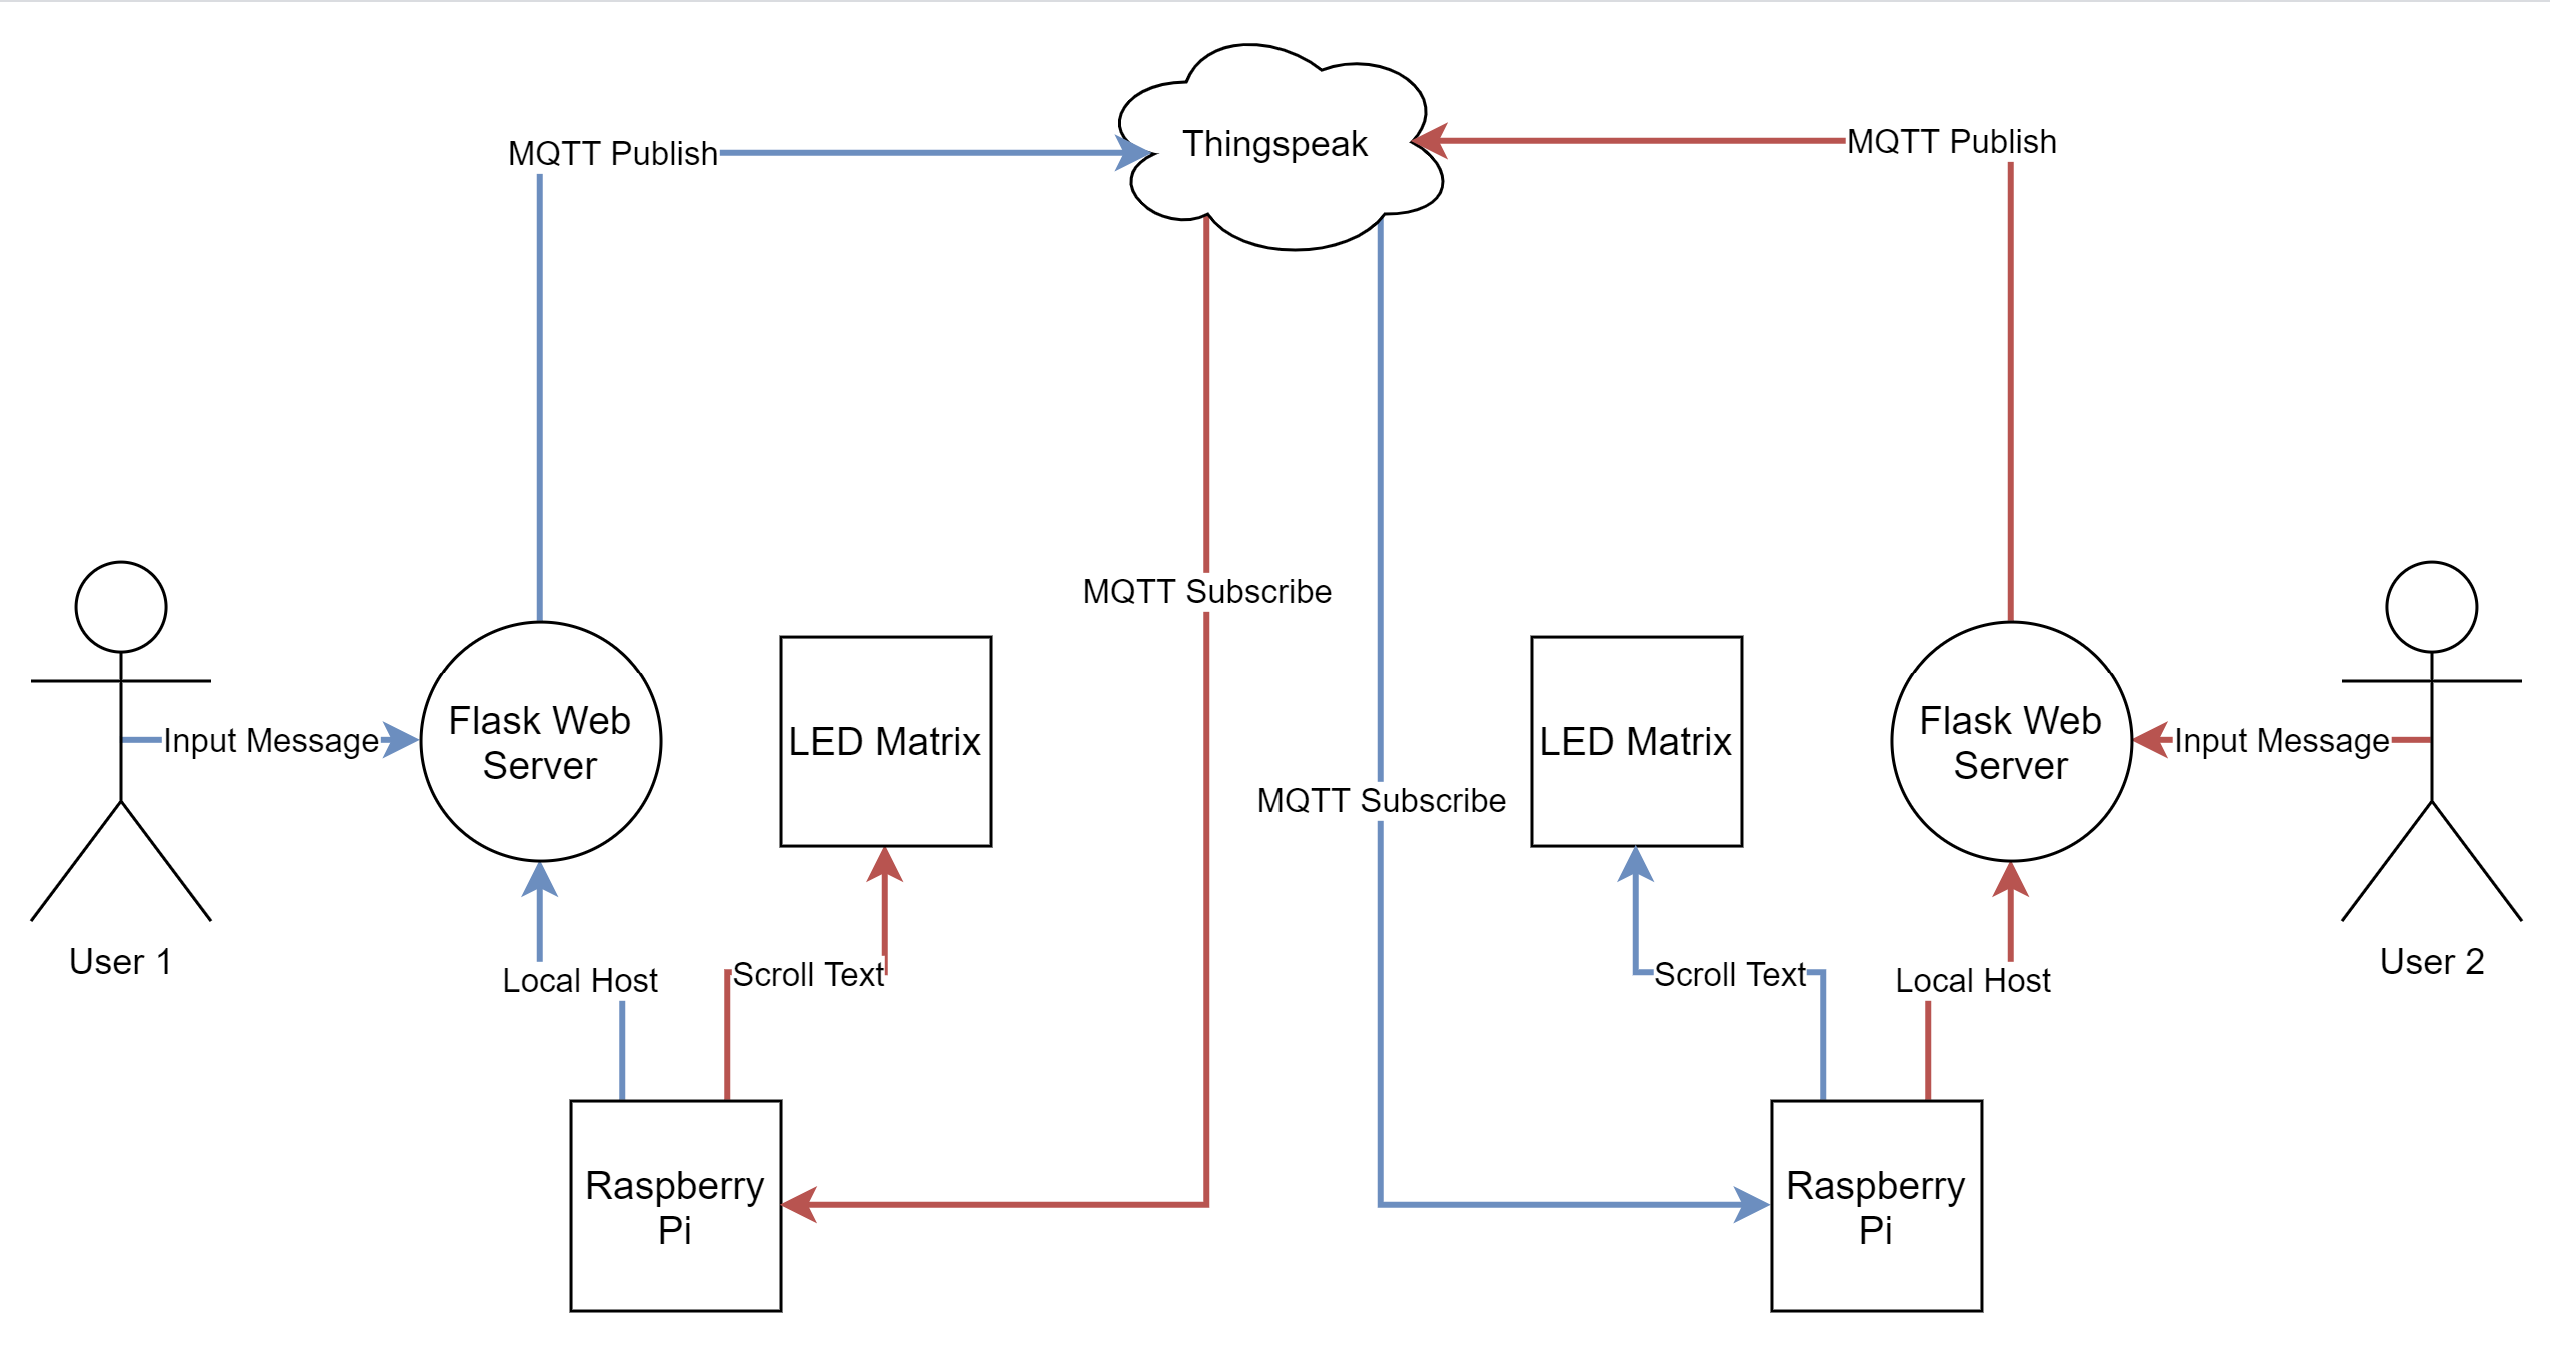 Thingspeak
MQTT Publish
MQTT Publish
MQTT Subscribe
Flask Web
Server
LED Matrix
LED Matrix
Flask Web
Server
Input Message
Input Message
MQTT Subscribe
User 1
Local Host
Scroll Text
Scroll Text
Local Host
User 2
Raspberry
Pi
Raspberry
Pi